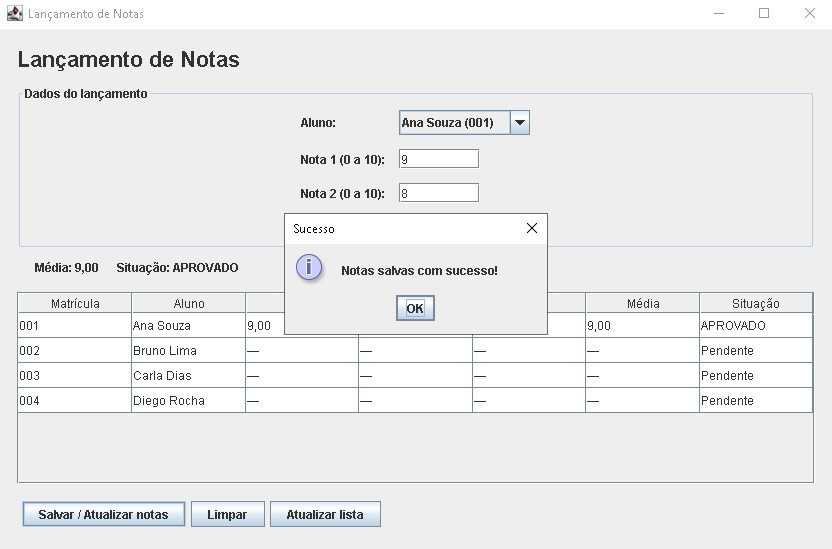 Lançamento de Notas
Lançamento de Notas
Dados do lançamento
Aluno: Ana Souza (001)
Nota 1 (0 a 10): 9
Nota 2 (0 a 10): 8
Sucesso
Notas salvas com sucesso!
OK
Média: 9,00 Situação: APROVADO
Matrícula Aluno Média Situação
001 Ana Souza 9,00 9,00 APROVADO
002 Bruno Lima — — — — Pendente
003 Carla Dias — — — — Pendente
004 Diego Rocha — — — — Pendente
Salvar / Atualizar notas Limpar Atualizar lista